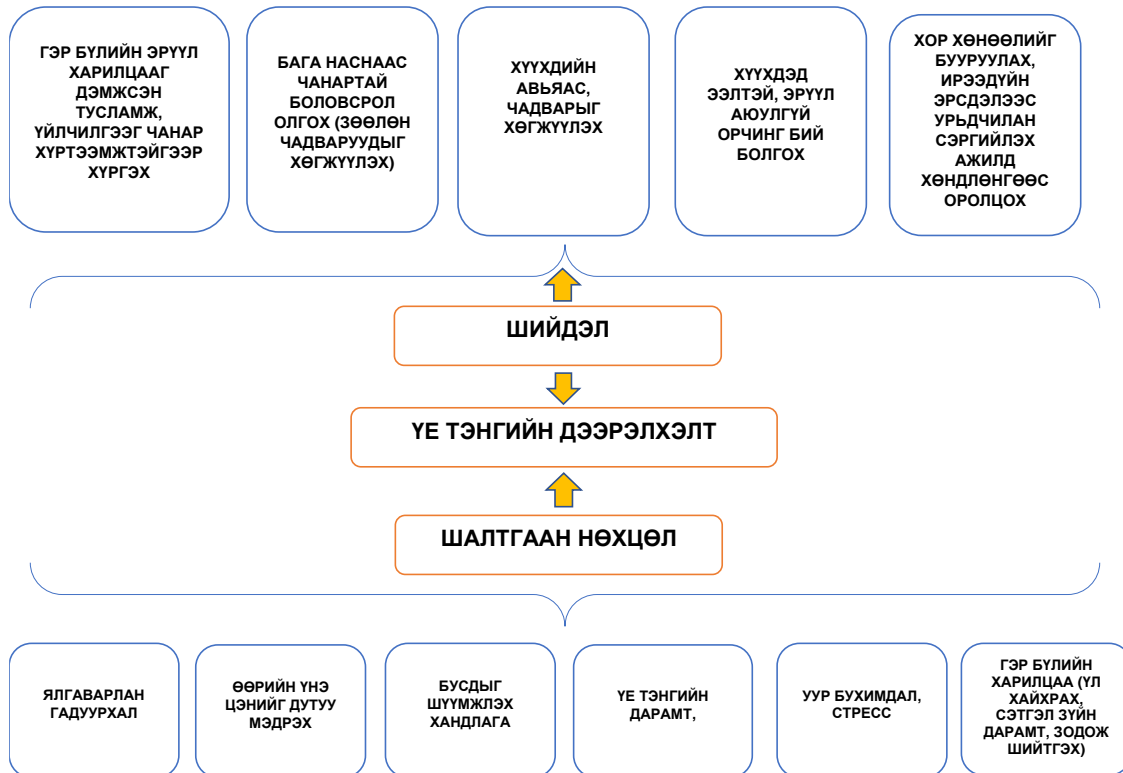 ГЭР БҮЛИЙН ЭРҮҮЛ
ХАРИЛЦААГ
ДЭМЖСЭН
ТУСЛАМЖ,
ҮЙЛЧИЛГЭЭГ ЧАНАР
ХҮРТЭЭМЖТЭЙГЭЭР
ХҮРГЭХ
БАГА НАСНААС
ЧАНАРТАЙ
БОЛОВСРОЛ
ОЛГОХ (ЗӨӨЛӨН
ЧАДВАРУУДЫГ
ХӨГЖҮҮЛЭХ)
ХҮҮХДИЙН
АВЬЯАС,
ЧАДВАРЫГ
ХӨГЖҮҮЛЭХ
ХҮҮХДЭД
ЭЭЛТЭЙ, ЭРҮҮЛ
АЮУЛГҮЙ
ОРЧИНГ БИЙ
БОЛГОХ
ХОР ХӨНӨӨЛИЙГ
БУУРУУЛАХ,
ИРЭЭДҮЙН
ЭРСДЭЛЭЭС
УРЬДЧИЛАН
СЭРГИЙЛЭХ
АЖИЛД
ХӨНДЛӨНГӨӨС
ОРОЛЦОХ
ШИЙДЭЛ
ҮЕ ТЭНГИЙН ДЭЭРЭЛХЭЛТ
ШАЛТГААН НӨХЦӨЛ
ЯЛГАВАРЛАН
ГАДУУРХАЛ
ӨӨРИЙН ҮНЭ
ЦЭНИЙГ ДУТУУ
МЭДРЭХ
БУСДЫГ
ШҮҮМЖЛЭХ
ХАНДЛАГА
ҮЕ ТЭНГИЙН
ДАРАМТ,
УУР БУХИМДАЛ,
СТРЕСС
ГЭР БҮЛИЙН
ХАРИЛЦАА (ҮЛ
ХАЙХРАХ,
СЭТГЭЛ ЗҮЙН
ДАРАМТ, ЗОДОЖ
ШИЙТГЭХ)